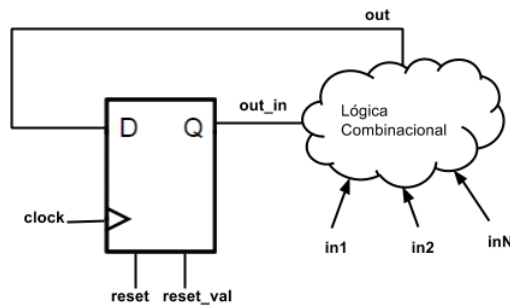 out
out_in
D
Q
Lógica
Combinacional
clock
in1
in2
inN
reset
reset_val